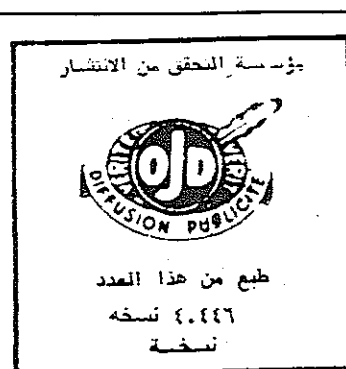 مؤسسة التحقق من الانتشار
OJD
DIFFUSION PUBLICITE
طبع من هذا العدد
٤.٤٤٦ نسخه
نسخة